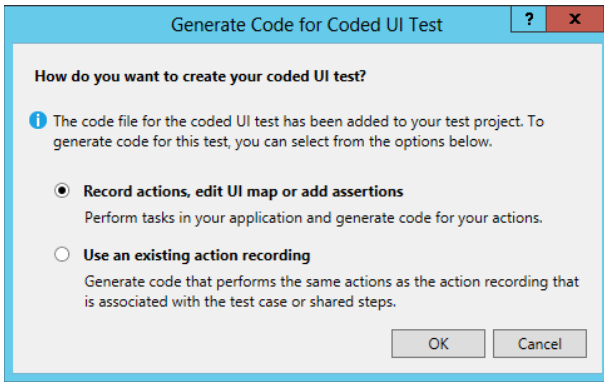 Generate Code for Coded UI Test
? x
How do you want to create your coded UI test?
i The code file for the coded UI test has been added to your test project. To
generate code for this test, you can select from the options below.
Record actions, edit UI map or add assertions
Perform tasks in your application and generate code for your actions.
Use an existing action recording
Generate code that performs the same actions as the action recording that
is associated with the test case or shared steps.
OK Cancel